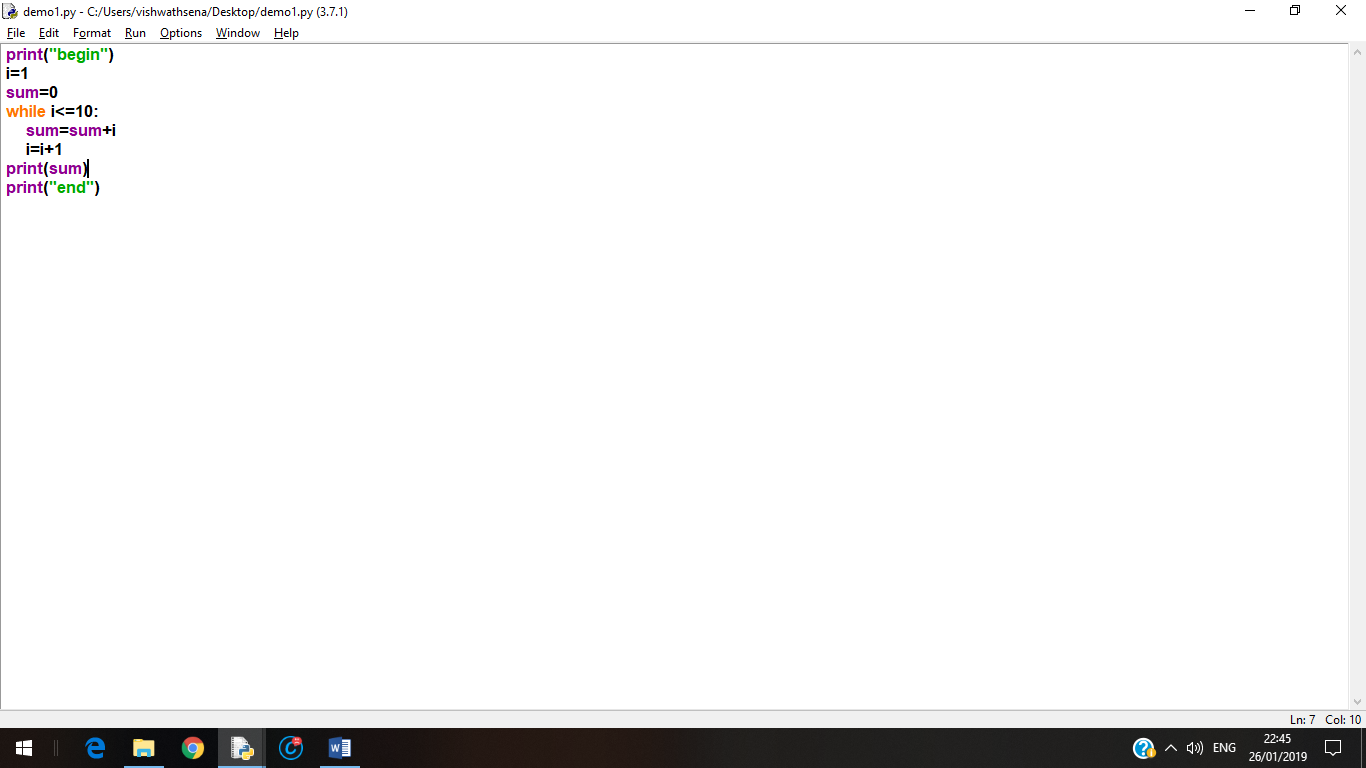 demo1.py - C:/Users/vishwathsena/Desktop/demo1.py (3.7.1)
File Edit Format Run Options Window Help
print("begin")
i=1
sum=0
while i<=10:
    sum=sum+i
    i=i+1
print(sum)
print("end")
Ln: 7 Col: 10
ENG
22:45
26/01/2019